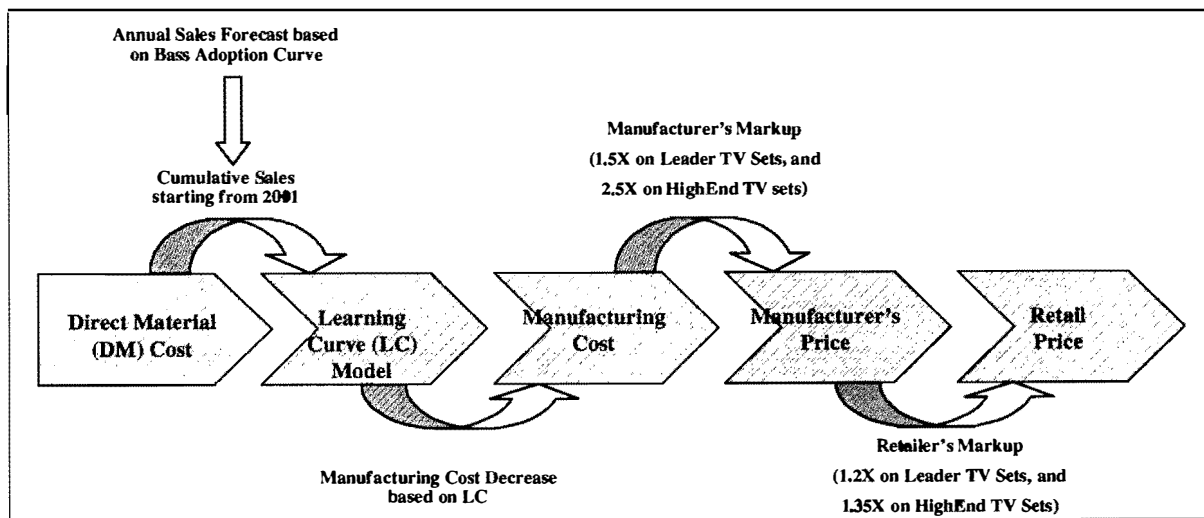 Annual Sales Forecast based
on Bass Adoption Curve
Cumulative Sales
starting from 2001
Manufacturer's Markup
(1.5X on Leader TV Sets, and
2.5X on HighEnd TV sets)
Direct Material
(DM) Cost
Learning
Curve (LC)
Model
Manufacturing
Cost
Manufacturer's
Price
Retail
Price
Manufacturing Cost Decrease
based on LC
Retailer's Markup
(1.2X on Leader TV Sets, and
1.35X on HighEnd TV Sets)